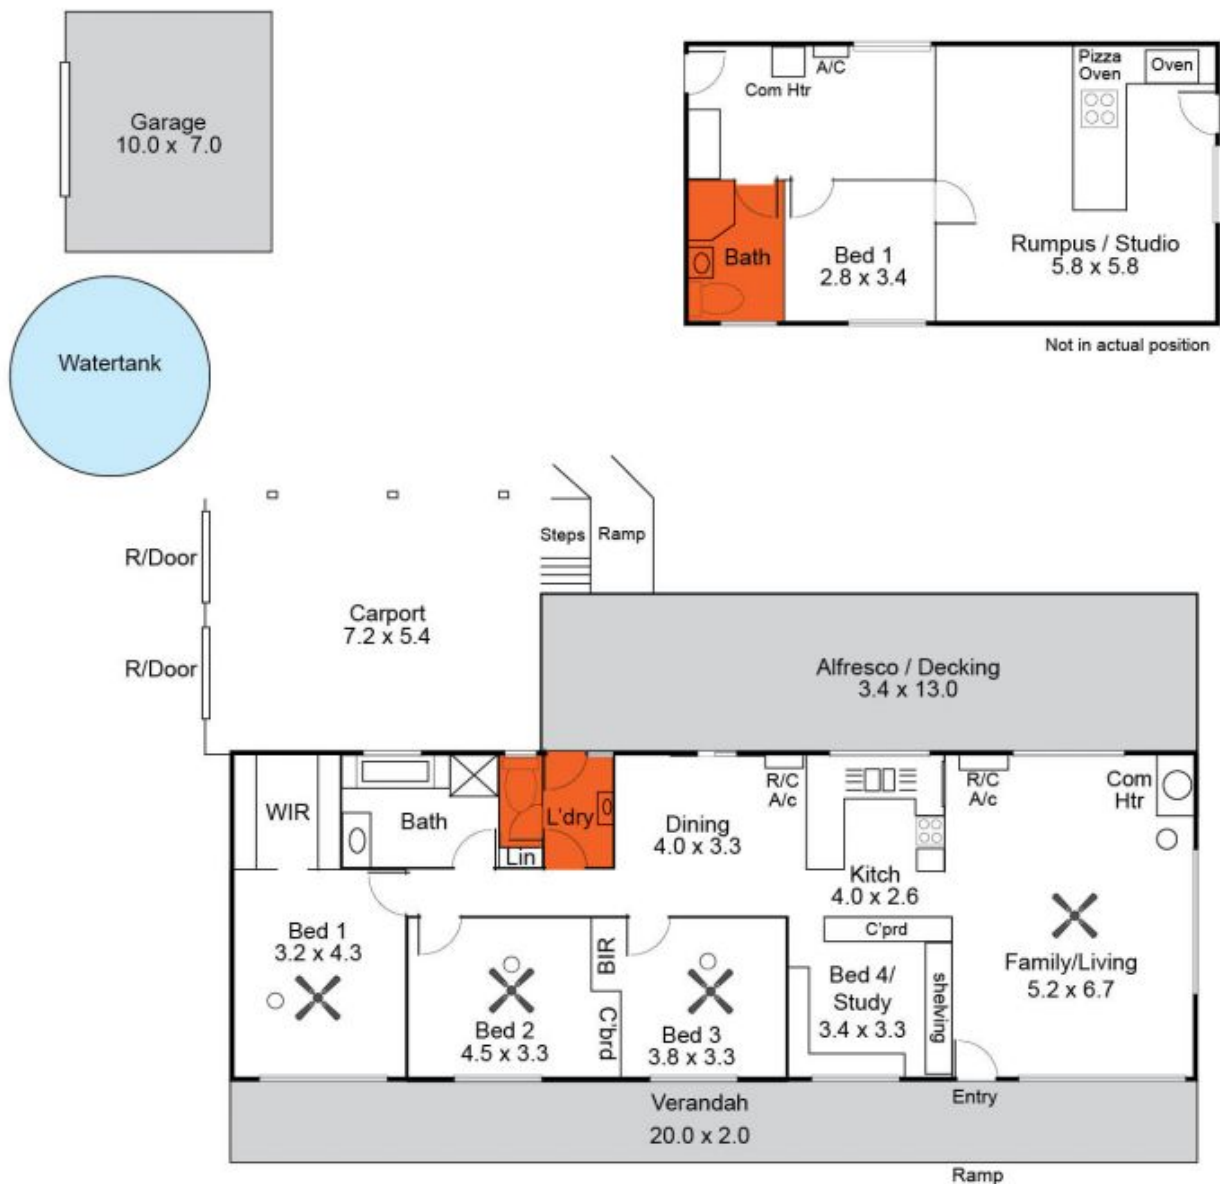 Garage
10.0 x 7.0
Pizza
Oven
Oven
A/C
Com Htr
Bath
Bed 1
2.8 x 3.4
Rumpus / Studio
5.8 x 5.8
Not in actual position
Watertank
R/Door
R/Door
Carport
7.2 x 5.4
Steps
Ramp
Alfresco / Decking
3.4 x 13.0
WIR
Bath
Lin
L'dry
Dining
4.0 x 3.3
R/C
A/c
Kitch
4.0 x 2.6
R/C
A/c
Com
Htr
Bed 1
3.2 x 4.3
Bed 2
4.5 x 3.3
BIR
C'brd
Bed 3
3.8 x 3.3
C'prd
Bed 4/
Study
3.4 x 3.3
shelving
Family/Living
5.2 x 6.7
Verandah
20.0 x 2.0
Entry
Ramp